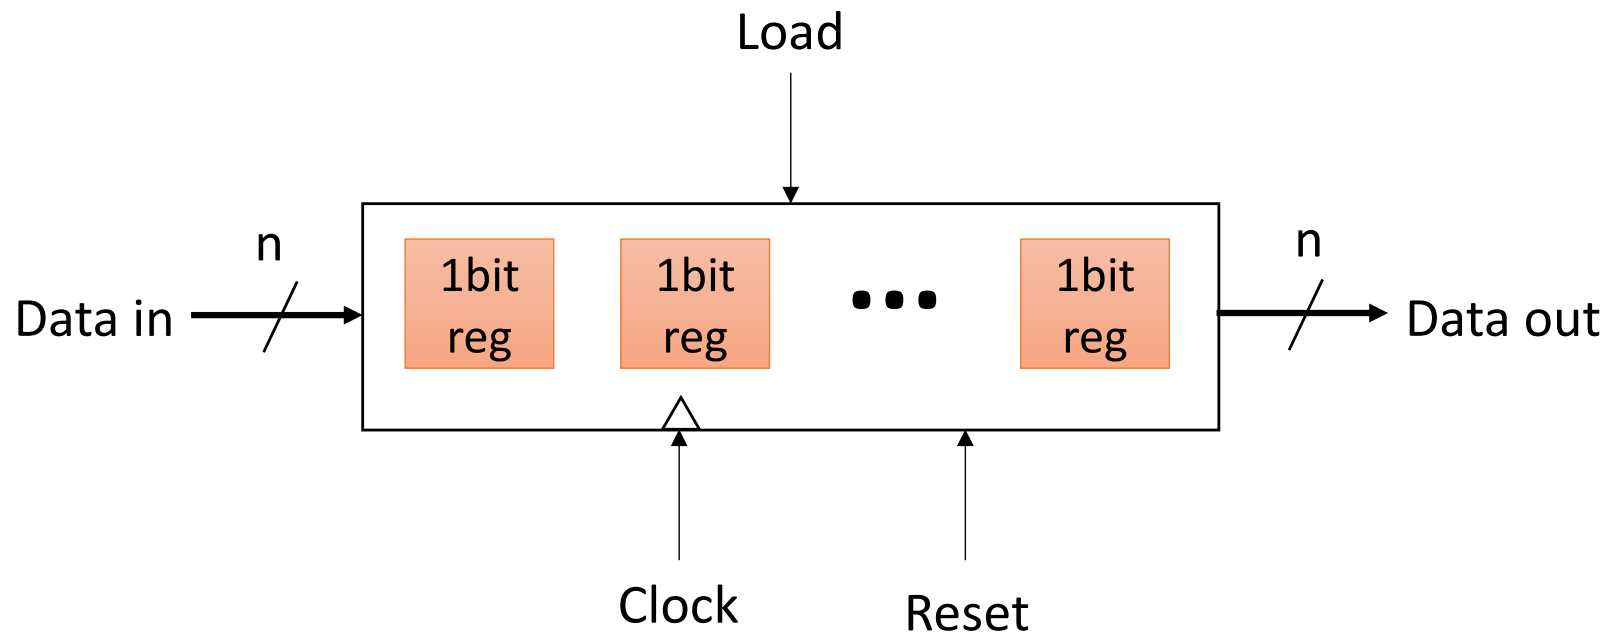 Load
n
n
1bit
reg
1bit
reg
1bit
reg
Data in
Data out
Clock
Reset